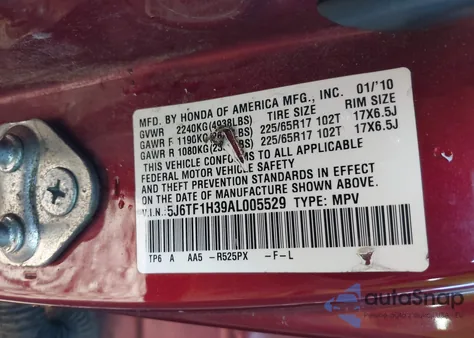 MFD. BY HONDA OF AMERICA MFG., INC. 01/'10
GVWR 2240KG(4938LBS) TIRE SIZE RIM SIZE
GAWR F 1190KG LBS) 225/65R17 102T 17X6.5J
GAWR R 1080KG LBS) 225/65R17 102T 17X6.5J
THIS VEHICLE CONFORMS TO ALL APPLICABLE
FEDERAL MOTOR VEHICLE SAFETY
AND THEFT PREVENTION STANDARDS IN EFFECT
ON THE DATE OF MANUFACTURE SHOWN ABOVE.
V.I.N.:5J6TF1H39AL005529 TYPE: MPV
TP6 A AA5 -R525PX -F-L
autoSnap